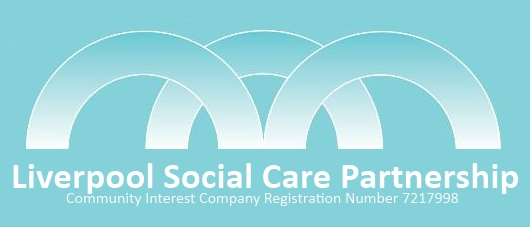 Liverpool Social Care Partnership
Community Interest Company Registration Number 7217998